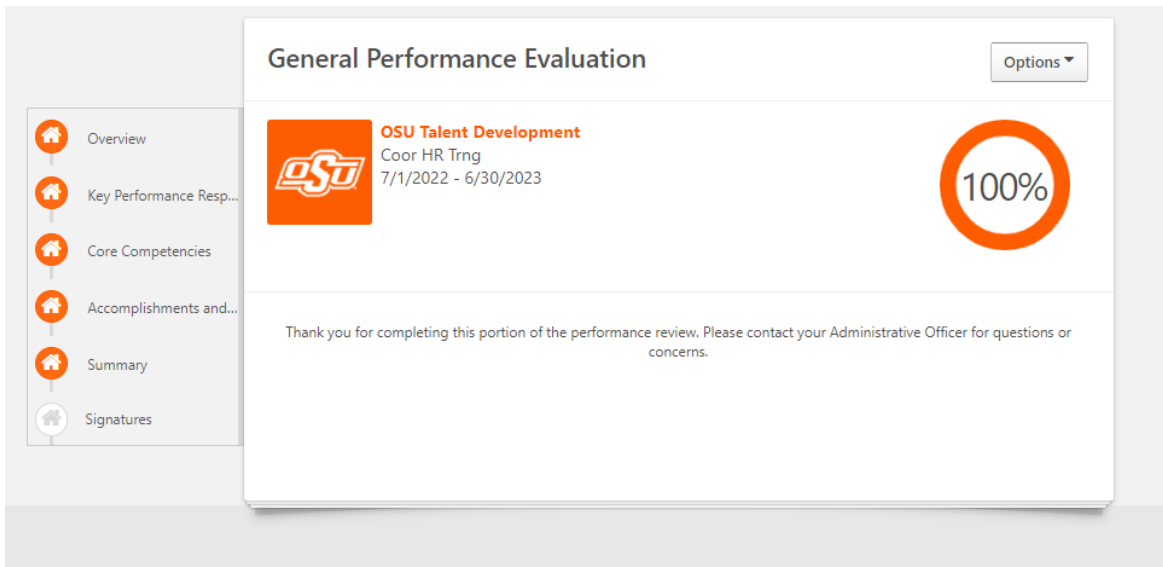 General Performance Evaluation
Options
Overview
Key Performance Resp...
Core Competencies
Accomplishments and...
Summary
Signatures
OSU
OSU Talent Development
Coor HR Trng
7/1/2022 - 6/30/2023
100%
Thank you for completing this portion of the performance review. Please contact your Administrative Officer for questions or
concerns.